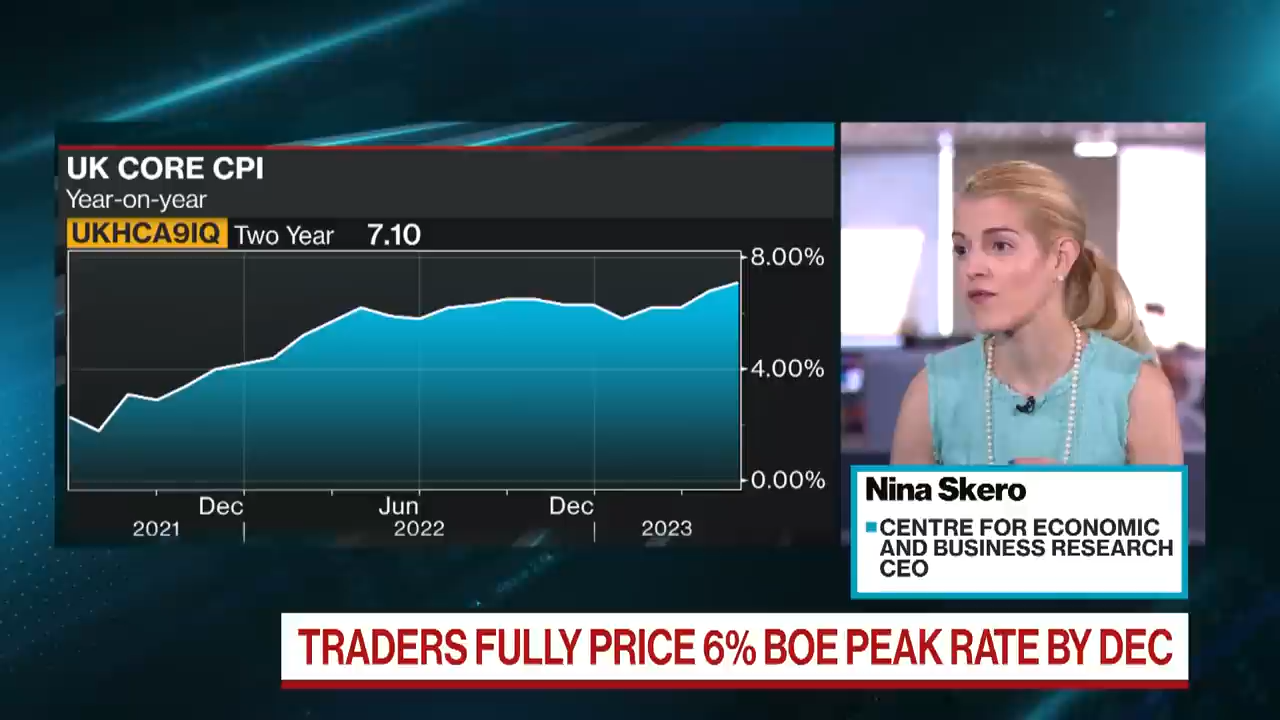 UK CORE CPI
Year-on-year
UKHCA9IQ Two Year 7.10
8.00%
4.00%
0.00%
Dec Jun Dec
2021 2022 2023
Nina Skero
CENTRE FOR ECONOMIC
AND BUSINESS RESEARCH
CEO
TRADERS FULLY PRICE 6% BOE PEAK RATE BY DEC